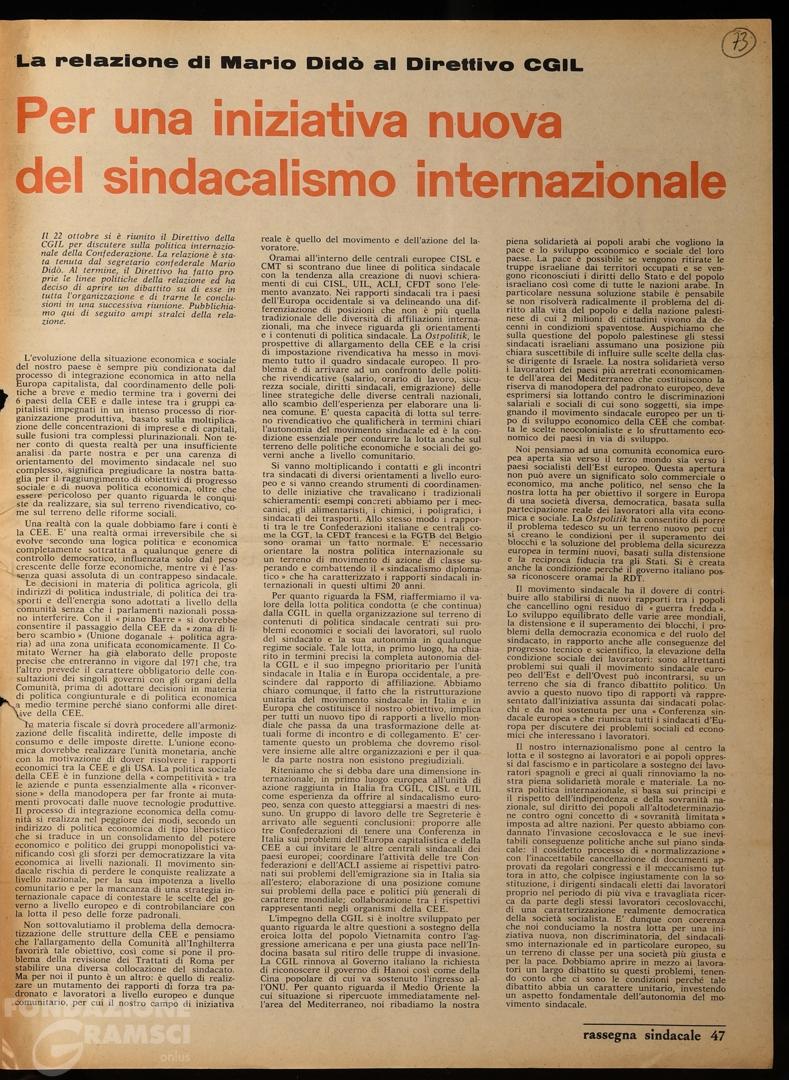 73
La relazione di Mario Didò al Direttivo CGIL
Per una iniziativa nuova
del sindacalismo internazionale
Il 22 ottobre si è riunito il Direttivo della
CGIL per discutere sulla politica internazio-
nale della Confederazione. La relazione è sta-
ta tenuta dal segretario confederale Mario
Didò. Al termine, il Direttivo ha fatto pro-
prie le linee politiche della relazione ed ha
deciso di aprire un dibattito su di esse in
tutta l'organizzazione e di trarne le conclu-
sioni in una successiva riunione. Pubblichia-
mo qui di seguito ampi stralci della rela-
zione.
L'evoluzione della situazione economica e sociale
del nostro paese è sempre più condizionata dal
processo di integrazione economica in atto nella
Europa capitalista, dal coordinamento delle poli-
tiche a breve e medio termine tra i governi dei
6 paesi della CEE e dalle intese tra i gruppi ca-
pitalisti impegnati in un intenso processo di rior-
ganizzazione produttiva, basato sulla moltiplica-
zione delle concentrazioni di imprese e di capitali,
sulle fusioni tra complessi plurinazionali. Non te-
ner conto di questa realtà per una insufficiente
analisi da parte nostra e per una carenza di
orientamento del movimento sindacale nel suo
complesso, significa pregiudicare la nostra batta-
glia per il raggiungimento di obiettivi di progresso
sociale e di nuova politica economica, oltre che
essere pericoloso per quanto riguarda le conqui-
ste da realizzare, sia sul terreno rivendicativo, co-
me sul terreno delle riforme sociali.
Una realtà con la quale dobbiamo fare i conti è
la CEE. E' una realtà ormai irreversibile che si
evolve secondo una logica politica e economica
completamente sottratta a qualunque genere di
controllo democratico, influenzata solo dal peso
crescente delle forze economiche, mentre vi è l'as-
senza quasi assoluta di un contrappeso sindacale.
Le decisioni in materia di politica agricola, gli
indirizzi di politica industriale, di politica dei tra-
sporti e dell'energia sono adottati a livello della
comunità senza che i parlamenti nazionali possa-
no interferire. Con il « piano Barre » si dovrebbe
consentire il passaggio della CEE da « zona di li-
bero scambio » (Unione doganale + politica agra-
ria) ad una zona unificata economicamente. Il Co-
mitato Werner ha già elaborato delle proposte
precise che entreranno in vigore dal 1971 che, tra
l'altro prevede il carattere obbligatorio delle con-
sultazioni dei singoli governi con gli organi della
Comunità, prima di adottare decisioni in materia
di politica congiunturale e di politica economica
a medio termine perché siano conformi alle diret-
tive della CEE.
In materia fiscale si dovrà procedere all'armoniz-
zazione delle fiscalità indirette, delle imposte di
consumo e delle imposte dirette. L'unione econo-
mica dovrebbe realizzare l'unità monetaria, anche
con la motivazione di dover risolvere i rapporti
economici tra la CEE e gli USA. La politica sociale
della CEE è in funzione della « competitività » tra
le aziende e punta essenzialmente alla « riconver-
sione » della manodopera per far fronte ai muta-
menti provocati dalle nuove tecnologie produttive.
Il processo di integrazione economica della comu-
nità si realizza nel peggiore dei modi, secondo un
indirizzo di politica economica di tipo liberistico
che si traduce in un consolidamento del potere
economico e politico dei gruppi monopolistici va-
nificando così gli sforzi per democratizzare la vita
economica ai livelli nazionali. Il movimento sin-
dacale rischia di perdere le conquiste realizzate a
livello nazionale, per la sua impotenza a livello
comunitario e per la mancanza di una strategia in-
ternazionale capace di contestare le scelte del go-
verno a livello europeo e di controbilanciare con
la lotta il peso delle forze padronali.
Non sottovalutiamo il problema della democra-
tizzazione delle strutture della CEE e pensiamo
che l'allargamento della Comunità all'Inghilterra
favorirà tale obiettivo, così come si pone il pro-
blema della revisione dei Trattati di Roma per
stabilire una diversa collocazione del sindacato.
Ma per noi il punto è un altro: è quello di realiz-
zare un mutamento dei rapporti di forza tra pa-
dronato e lavoratori a livello europeo e dunque
comunitario, per cui il nostro campo di iniziativa
reale è quello del movimento e dell'azione del la-
voratore.
Oramai all'interno delle centrali europee CISL e
CMT si scontrano due linee di politica sindacale
con la tendenza alla creazione di nuovi schiera-
menti di cui CISL, UIL, ACLI, CFDT sono l'ele-
mento avanzato. Nei rapporti sindacali tra i paesi
dell'Europa occidentale si va delineando una dif-
ferenziazione di posizioni che non è più quella
tradizionale delle diversità di affiliazioni interna-
zionali, ma che invece riguarda gli orientamenti
e i contenuti di politica sindacale. La Ostpolitik, le
prospettive di allargamento della CEE e la crisi
di impostazione rivendicativa ha messo in movi-
mento tutto il quadro sindacale europeo. Il pro-
blema è di arrivare ad un confronto delle politi-
che rivendicative (salario, orario di lavoro, sicu-
rezza sociale, diritti sindacali, emigrazione) delle
linee strategiche delle diverse centrali nazionali,
allo scambio dell'esperienza per elaborare una li-
nea comune. E' questa capacità di lotta sul terre-
no rivendicativo che qualificherà in termini chiari
l'autonomia del movimento sindacale ed è la con-
dizione essenziale per condurre la lotta anche sul
terreno delle politiche economiche e sociali dei go-
verni anche a livello comunitario.
Si vanno moltiplicando i contatti e gli incontri
tra sindacati di diversi orientamenti a livello euro-
peo e si vanno creando strumenti di coordinamen-
to delle iniziative che travalicano i tradizionali
schieramenti: esempi concreti abbiamo per i mec-
canici, gli alimentaristi, i chimici, i poligrafici, i
sindacati dei trasporti. Allo stesso modo i rappor-
ti tra le tre Confederazioni italiane e centrali co-
me la CGT, la CFDT francesi e la FGTB del Belgio
sono oramai un fatto normale. E' necessario
orientare la nostra politica internazionale su
un terreno di movimento di azione di classe su-
perando e combattendo il « sindacalismo diploma-
tico » che ha caratterizzato i rapporti sindacali in-
ternazionali in questi ultimi 20 anni.
Per quanto riguarda la FSM, riaffermiamo il va-
lore della lotta politica condotta (e che continua)
dalla CGIL in quella organizzazione sul terreno di
contenuti di politica sindacale centrati sui pro-
blemi economici e sociali dei lavoratori, sul ruolo
del sindacato e la sua autonomia in qualunque
regime sociale. Tale lotta, in primo luogo, ha chia-
rito in termini precisi la completa autonomia del-
la CGIL e il suo impegno prioritario per l'unità
sindacale in Italia e in Europa occidentale, a pre-
scindere dal rapporto di affiliazione. Abbiamo
chiaro comunque, il fatto che la ristrutturazione
unitaria del movimento sindacale in Italia e in
Europa che costituisce il nostro obiettivo, implica
per tutti un nuovo tipo di rapporti a livello mon-
diale che passa da una trasformazione delle at-
tuali forme di incontro e di collegamento. E' cer-
tamente questo un problema che dovremo risol-
vere insieme alle altre organizzazioni e per il qua-
le da parte nostra non esistono pregiudiziali.
Riteniamo che si debba dare una dimensione in-
ternazionale, in primo luogo europea all'unità di
azione raggiunta in Italia fra CGIL, CISL e UIL
come esperienza da offrire al sindacalismo euro-
peo, senza con questo atteggiarsi a maestri di nes-
suno. Un gruppo di lavoro delle tre Segreterie è
arrivato alle seguenti conclusioni: proporre alle
tre Confederazioni di tenere una Conferenza in
Italia sui problemi dell'Europa capitalistica e della
CEE a cui invitare le altre centrali sindacali dei
paesi europei; coordinare l'attività delle tre Con-
federazioni e dell'ACLI assieme ai rispettivi patro-
nati sui problemi dell'emigrazione sia in Italia sia
all'estero; elaborazione di una posizione comune
sui problemi della pace e politici più generali di
carattere mondiale; collaborazione tra i rispettivi
rappresentanti negli organismi della CEE.
L'impegno della CGIL si è inoltre sviluppato per
quanto riguarda le altre questioni a sostegno della
eroica lotta del popolo Vietnamita contro l'ag-
gressione americana e per una giusta pace nell'In-
docina basata sul ritiro delle truppe di invasione.
La CGIL rinnova al Governo italiano la richiesta
di riconoscere il governo di Hanoi così come della
Cina popolare di cui va sostenuto l'ingresso al-
l'ONU. Per quanto riguarda il Medio Oriente la
cui situazione si ripercuote immediatamente nel-
l'area del Mediterraneo, noi ribadiamo la nostra
piena solidarietà ai popoli arabi che vogliono la
pace e lo sviluppo economico e sociale del loro
paese. La pace è possibile se vengono ritirate le
truppe israeliane dai territori occupati e se ven-
gono riconosciuti i diritti dello Stato e del popolo
israeliano così come di tutte le nazioni arabe. In
particolare nessuna soluzione stabile è pensabile
se non risolverà radicalmente il problema del di-
ritto alla vita del popolo e della nazione palesti-
nese di cui 2 milioni di cittadini vivono da de-
cenni in condizioni spaventose. Auspichiamo che
sulla questione del popolo palestinese gli stessi
sindacati israeliani assumano una posizione più
chiara suscettibile di influire sulle scelte della clas-
se dirigente di Israele. La nostra solidarietà verso
i lavoratori dei paesi più arretrati economicamen-
te dell'area del Mediterraneo che costituiscono la
riserva di manodopera del padronato europeo, deve
esprimersi sia lottando contro le discriminazioni
salariali e sociali di cui sono soggetti, sia impe-
gnando il movimento sindacale europeo per un ti-
po di sviluppo economico della CEE che combat-
ta le scelte neocolonialiste e lo sfruttamento eco-
nomico dei paesi in via di sviluppo.
Noi pensiamo ad una comunità economica euro-
pea aperta sia verso il terzo mondo sia verso i
paesi socialisti dell'Est europeo. Questa apertura
non può avere un significato solo commerciale o
economico, ma anche politico, nel senso che la
nostra lotta ha per obiettivo il sorgere in Europa
di una società diversa, democratica, basata sulla
partecipazione reale dei lavoratori alla vita econo-
mica e sociale. La Ostpolitik ha consentito di porre
il problema tedesco su un terreno nuovo per cui
si creano le condizioni per il superamento dei
blocchi e la soluzione del problema della sicurezza
europea in termini nuovi, basati sulla distensione
e la reciproca fiducia tra gli Stati. Si è creata
anche la condizione perché il governo italiano pos-
sa riconoscere oramai la RDT.
Il movimento sindacale ha il dovere di contri-
buire allo stabilirsi di nuovi rapporti tra i popoli
che cancellino ogni residuo di « guerra fredda ».
Lo sviluppo equilibrato delle varie aree mondiali,
la distensione e il superamento dei blocchi, i pro-
blemi della democrazia economica e del ruolo del
sindacato, in rapporto anche alle conseguenze del
progresso tecnico e scientifico, la elevazione della
condizione sociale dei lavoratori: sono altrettanti
problemi sui quali il movimento sindacale euro-
peo dell'Est e dell'Ovest può incontrarsi, su un
terreno che sia di franco dibattito politico. Un
avvio a questo nuovo tipo di rapporti và rappre-
sentato dall'iniziativa assunta dai sindacati polac-
chi e da noi sostenuta per una « Conferenza sin-
dacale europea » che riunisca tutti i sindacati d'Eu-
ropa per discutere dei problemi sociali ed econo-
mici che interessano i lavoratori.
Il nostro internazionalismo pone al centro la
lotta e il sostegno ai lavoratori e ai popoli oppres-
si dal fascismo e in particolare a sostegno dei lavo-
ratori spagnoli e greci ai quali rinnoviamo la no-
stra piena solidarietà morale e materiale. La no-
stra politica internazionale, si basa sui principi e
il rispetto dell'indipendenza e della sovranità na-
zionale, sul diritto dei popoli all'autodeterminazio-
ne contro ogni concetto di « sovranità limitata »
imposta ad altre nazioni. Per questo abbiamo con-
dannato l'invasione cecoslovacca e le sue inevi-
tabili conseguenze politiche anche sul piano sinda-
cale: il cosidetto processo di « normalizzazione »
con l'inaccettabile cancellazione di documenti ap-
provati da regolari congressi e il meccanismo tut-
tora in atto, che colpisce ingiustamente con la so-
stituzione, i dirigenti sindacali eletti dai lavoratori
proprio nel periodo di più viva e travagliata ricer-
ca da parte degli stessi lavoratori cecoslovacchi,
di una caratterizzazione realmente democratica
della società socialista. E' dunque con coerenza
che noi conduciamo la nostra lotta per una ini-
ziativa nuova, non discriminatoria, del sindacali-
smo internazionale ed in particolare europeo, su
un terreno di classe per una società più giusta e
per la pace. Dobbiamo aprire in mezzo ai lavora-
tori un largo dibattito su questi problemi, tenen-
do conto che ci sono le condizioni perché tale
dibattito abbia un carattere unitario, investendo
un aspetto fondamentale dell'autonomia del mo-
vimento sindacale.
rassegna sindacale 47
FONDAZIONE
GRAMSCI
onlus